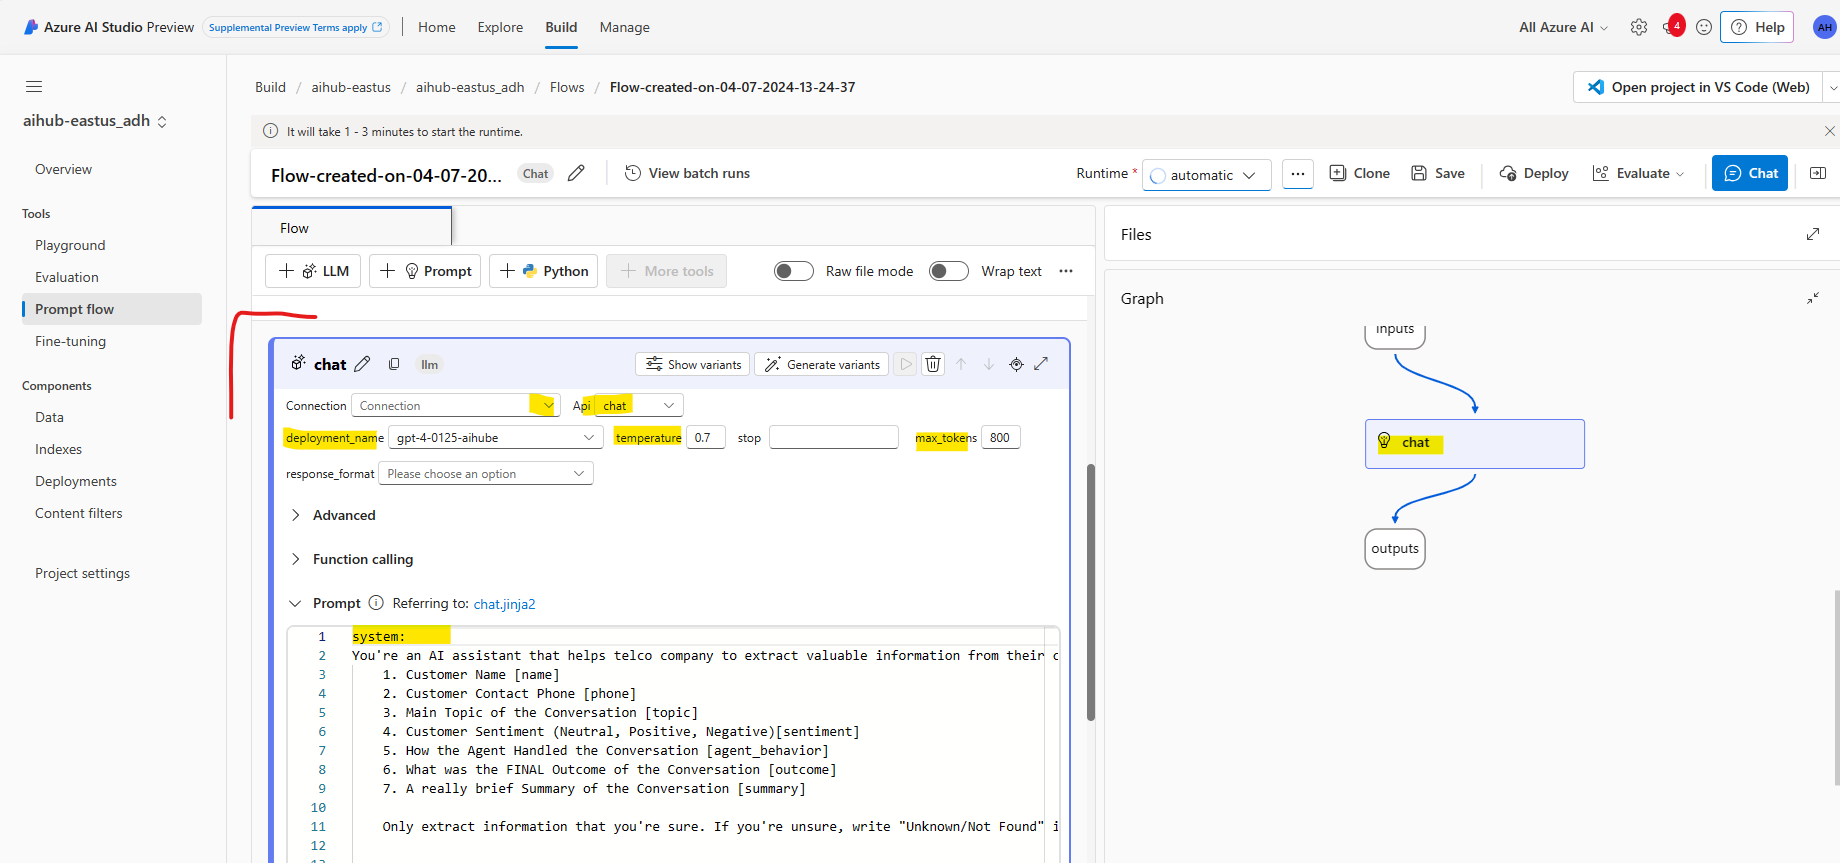 Azure AI Studio Preview Supplemental Preview Terms apply Home Explore Build Manage All Azure AI 4 Help AH
aihub-eastus_adh
Overview
Tools
Playground
Evaluation
Prompt flow
Fine-tuning
Components
Data
Indexes
Deployments
Content filters
Project settings
Build / aihub-eastus / aihub-eastus_adh / Flows / Flow-created-on-04-07-2024-13-24-37 Open project in VS Code (Web)
It will take 1 - 3 minutes to start the runtime.
Flow-created-on-04-07-20... Chat View batch runs Runtime * automatic ... Clone Save Deploy Evaluate Chat
Flow
LLM Prompt Python More tools Raw file mode Wrap text ...
chat llm Show variants Generate variants
Connection Connection Api chat
deployment_name gpt-4-0125-aihube temperature 0.7 stop max_tokens 800
response_format Please choose an option
Advanced
Function calling
Prompt Referring to: chat.jinja2
1 system:
2 You're an AI assistant that helps telco company to extract valuable information from their c
3 1. Customer Name [name]
4 2. Customer Contact Phone [phone]
5 3. Main Topic of the Conversation [topic]
6 4. Customer Sentiment (Neutral, Positive, Negative)[sentiment]
7 5. How the Agent Handled the Conversation [agent_behavior]
8 6. What was the FINAL Outcome of the Conversation [outcome]
9 7. A really brief Summary of the Conversation [summary]
10
11 Only extract information that you're sure. If you're unsure, write "Unknown/Not Found" i
12
Files
Graph
inputs
chat
outputs